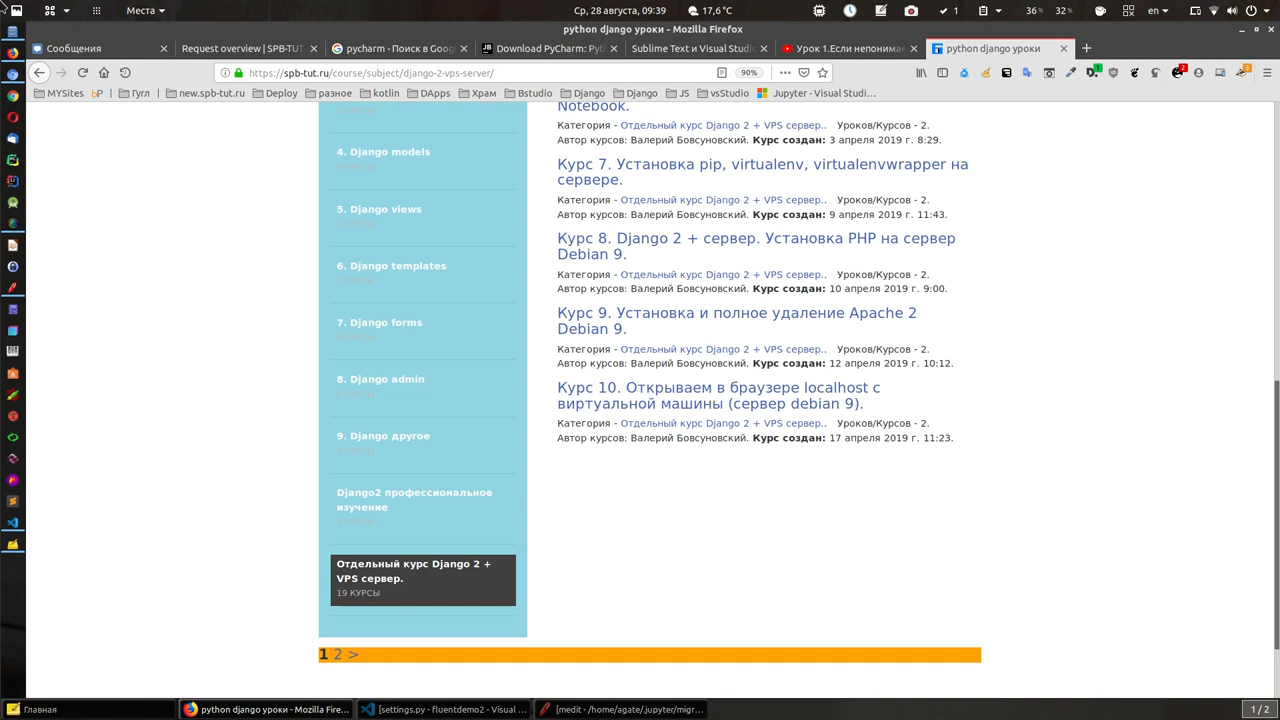 Места
Ср, 28 августа, 09:39
17,6°C
1
36%
32%
en
python django уроки - Mozilla Firefox
Сообщения
Request overview | SPB-TUT
pycharm - Поиск в Goog
Download PyCharm: Pyt
Sublime Text и Visual Studi
Урок 1.Если непонимае
python django уроки
https://spb-tut.ru/course/subject/django-2-vps-server/
90%
MYSites
Гугл
new.spb-tut.ru
Deploy
разное
kotlin
DApps
Храм
Bstudio
Django
Django
JS
vsStudio
Jupyter - Visual Studi...
4. Django models
5. Django views
6. Django templates
7. Django forms
8. Django admin
9. Django другое
Django2 профессиональное
изучение
Отдельный курс Django 2 +
VPS сервер.
19 КУРСЫ
Notebook.
Категория - Отдельный курс Django 2 + VPS сервер.. Уроков/Курсов - 2.
Автор курсов: Валерий Бовсуновский. Курс создан: 3 апреля 2019 г. 8:29.
Курс 7. Установка pip, virtualenv, virtualenvwrapper на
сервере.
Категория - Отдельный курс Django 2 + VPS сервер.. Уроков/Курсов - 2.
Автор курсов: Валерий Бовсуновский. Курс создан: 9 апреля 2019 г. 11:43.
Курс 8. Django 2 + сервер. Установка PHP на сервер
Debian 9.
Категория - Отдельный курс Django 2 + VPS сервер.. Уроков/Курсов - 2.
Автор курсов: Валерий Бовсуновский. Курс создан: 10 апреля 2019 г. 9:00.
Курс 9. Установка и полное удаление Apache 2
Debian 9.
Категория - Отдельный курс Django 2 + VPS сервер.. Уроков/Курсов - 2.
Автор курсов: Валерий Бовсуновский. Курс создан: 12 апреля 2019 г. 10:12.
Курс 10. Открываем в браузере localhost с
виртуальной машины (сервер debian 9).
Категория - Отдельный курс Django 2 + VPS сервер.. Уроков/Курсов - 2.
Автор курсов: Валерий Бовсуновский. Курс создан: 17 апреля 2019 г. 11:23.
1 2 >
Главная
python django уроки - Mozilla Fire...
[settings.py - fluentdemo2 - Visual ...
[medit - /home/agate/.jupyter/migr...
1 / 2